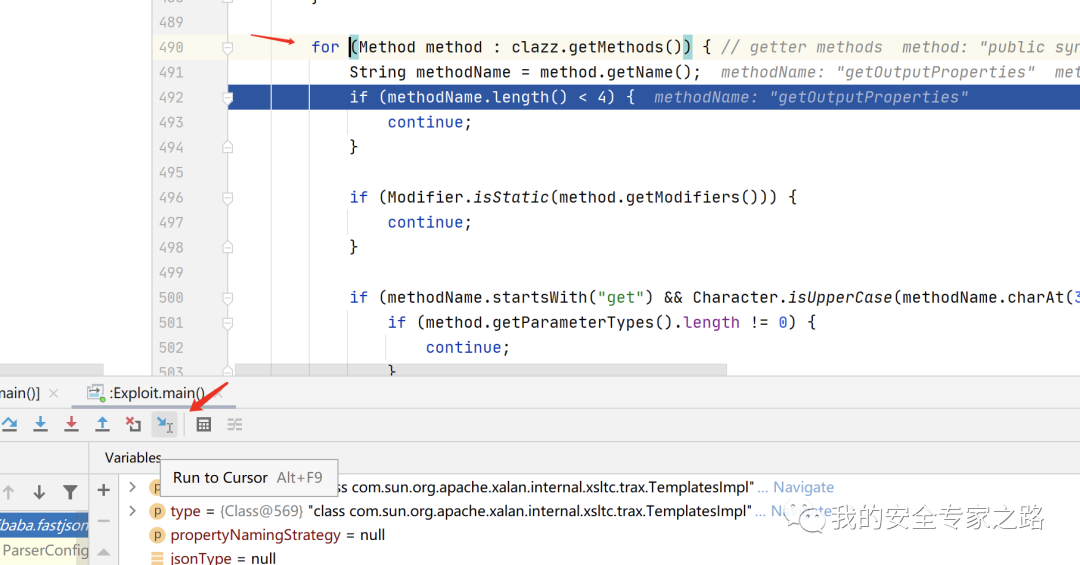 489
490 for (Method method : clazz.getMethods()) { // getter methods method: "public syn
491 String methodName = method.getName(); methodName: "getOutputProperties" met
492 if (methodName.length() < 4) { methodName: "getOutputProperties"
493 continue;
494 }
495
496 if (Modifier.isStatic(method.getModifiers())) {
497 continue;
498 }
499
500 if (methodName.startsWith("get") && Character.isUpperCase(methodName.charAt(3
501 if (method.getParameterTypes().length != 0) {
502 continue;
503 }
main()] :Exploit.main()
Variables
Run to Cursor Alt+F9
ss com.sun.org.apache.xalan.internal.xsltc.trax.TemplatesImpl" ... Navigate
type = {Class@569} "class com.sun.org.apache.xalan.internal.xsltc.trax.TemplatesImpl" ... Navigate
baba.fastjson propertyNamingStrategy = null
ParserConfig jsonType = null
我的安全专家之路